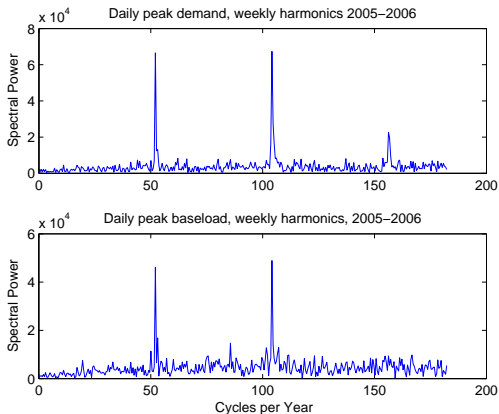 Daily peak demand, weekly harmonics 2005−2006
x 10^4
Spectral Power
8
6
4
2
0
0 50 100 150 200
Daily peak baseload, weekly harmonics, 2005−2006
x 10^4
Spectral Power
6
4
2
0
0 50 100 150 200
Cycles per Year